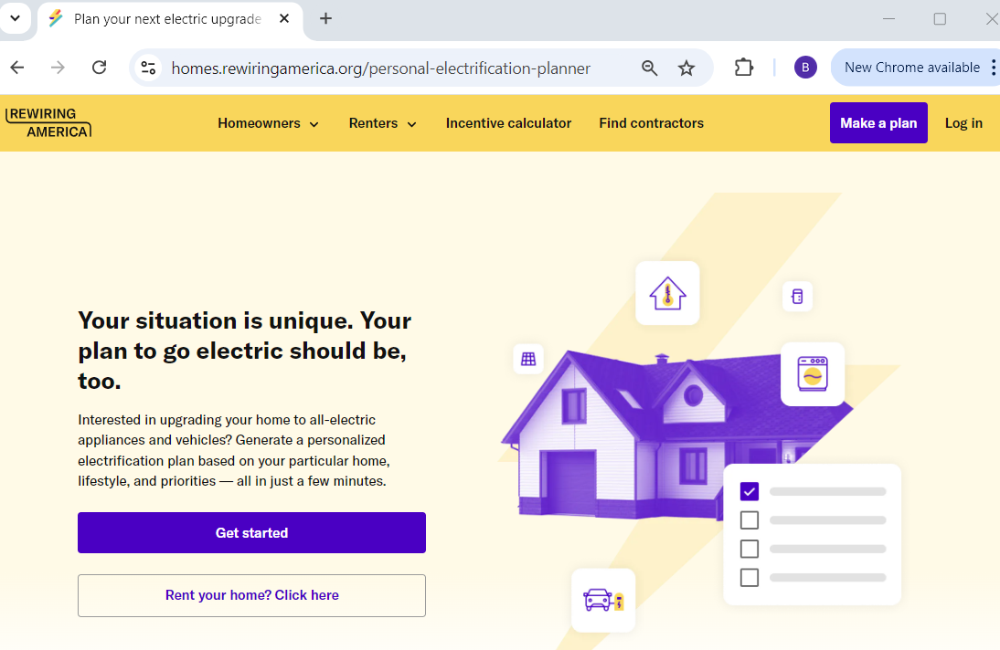 Plan your next electric upgrade
homes.rewiringamerica.org/personal-electrification-planner
B
New Chrome available
REWIRING
AMERICA
Homeowners
Renters
Incentive calculator
Find contractors
Make a plan
Log in
Your situation is unique. Your
plan to go electric should be,
too.
Interested in upgrading your home to all-electric
appliances and vehicles? Generate a personalized
electrification plan based on your particular home,
lifestyle, and priorities — all in just a few minutes.
Get started
Rent your home? Click here